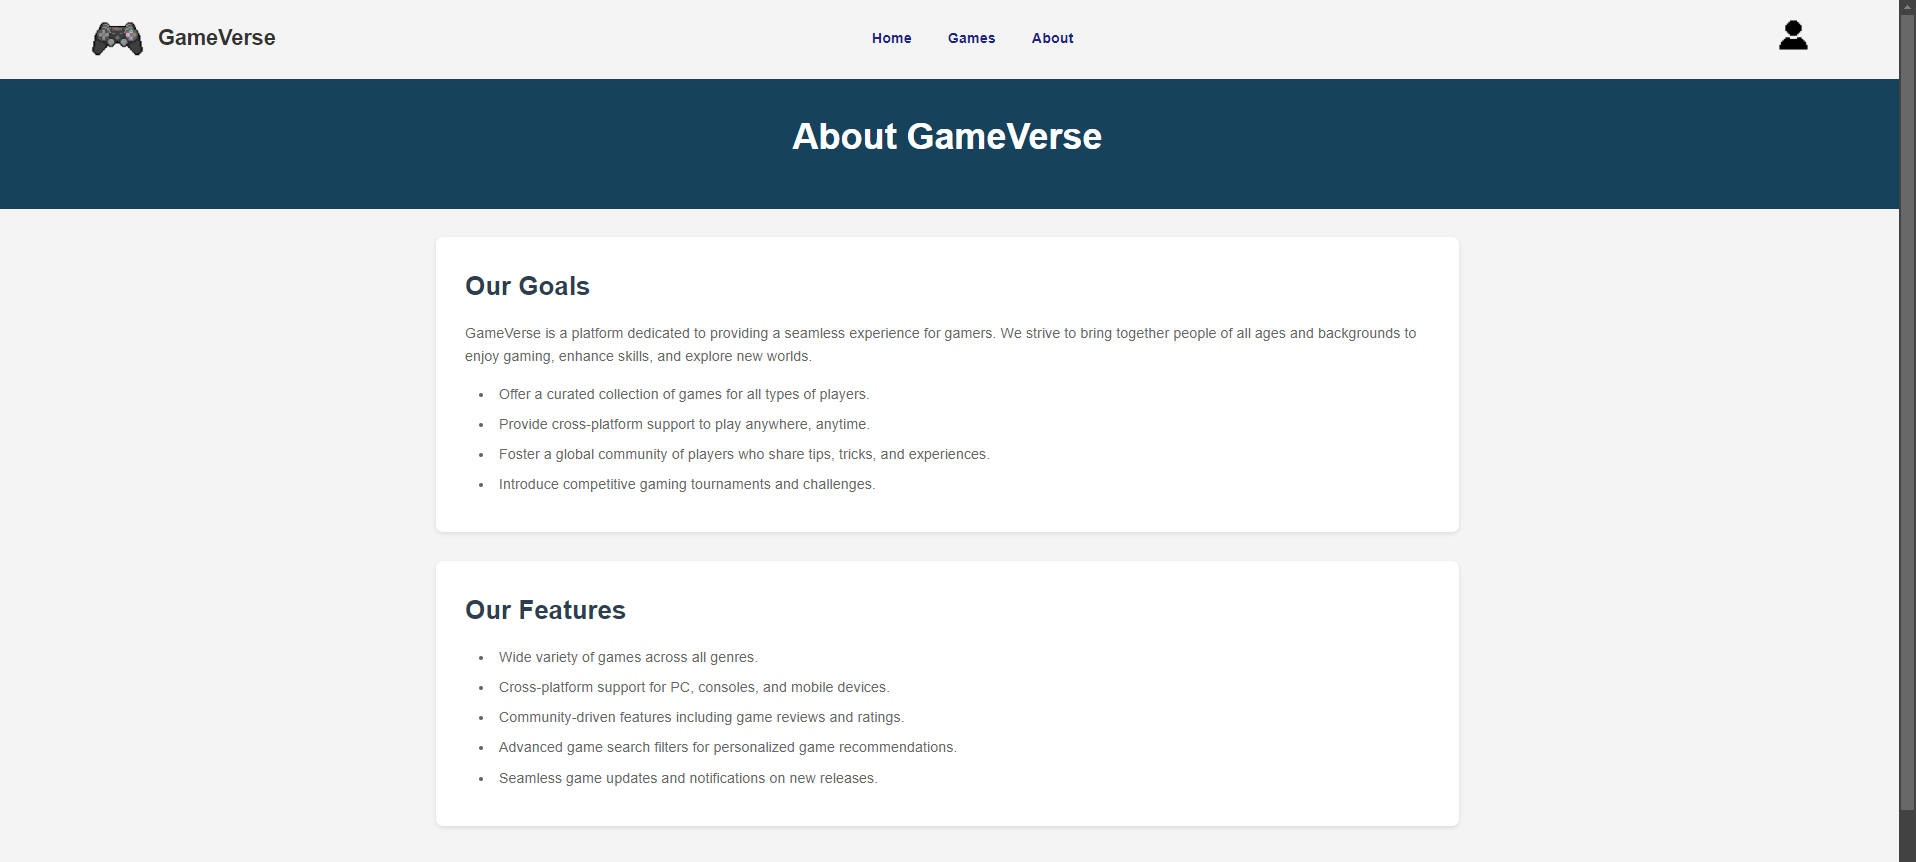 GameVerse
Home Games About
About GameVerse
Our Goals
GameVerse is a platform dedicated to providing a seamless experience for gamers. We strive to bring together people of all ages and backgrounds to
enjoy gaming, enhance skills, and explore new worlds.
• Offer a curated collection of games for all types of players.
• Provide cross-platform support to play anywhere, anytime.
• Foster a global community of players who share tips, tricks, and experiences.
• Introduce competitive gaming tournaments and challenges.
Our Features
• Wide variety of games across all genres.
• Cross-platform support for PC, consoles, and mobile devices.
• Community-driven features including game reviews and ratings.
• Advanced game search filters for personalized game recommendations.
• Seamless game updates and notifications on new releases.